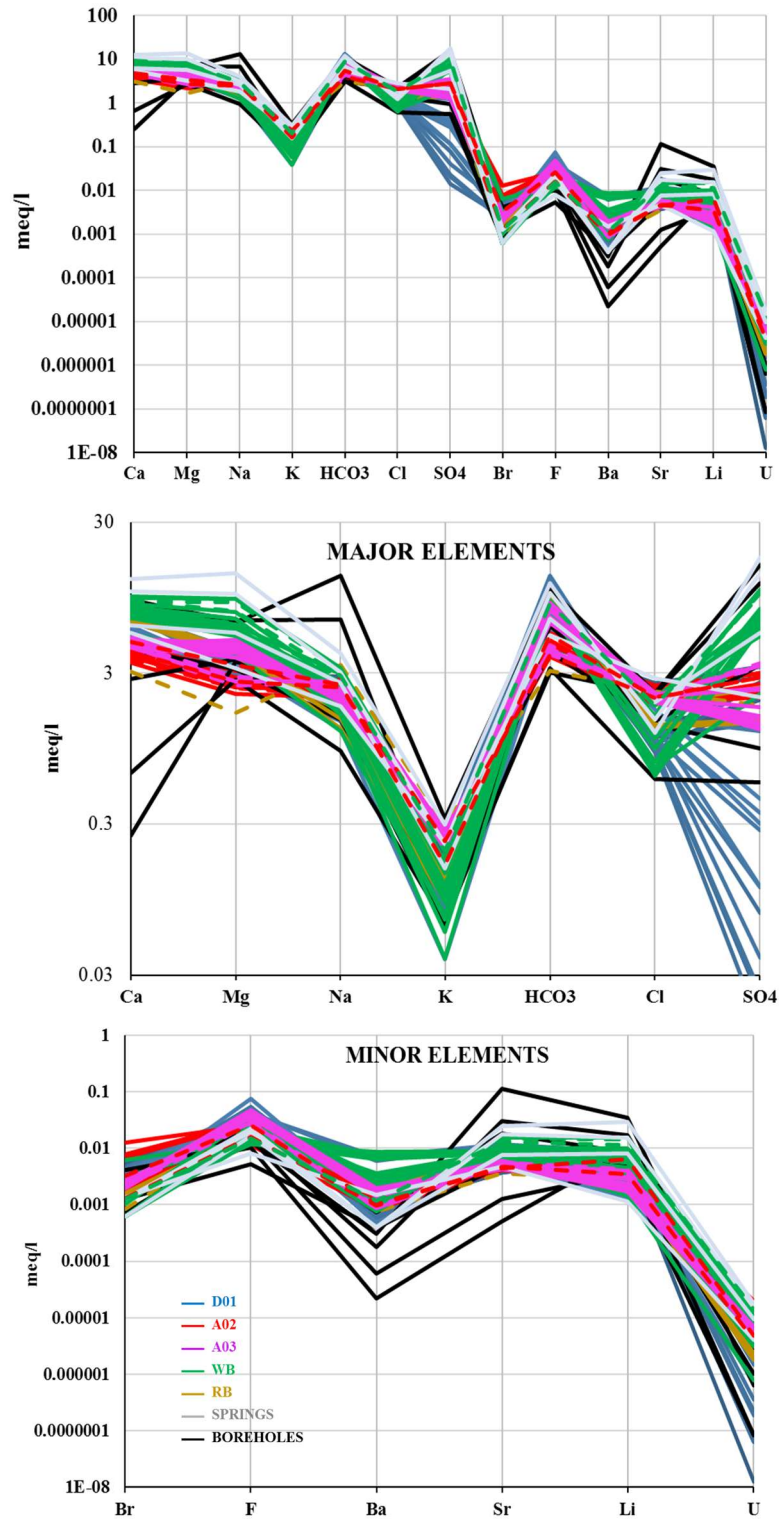 100
10
1
0.1
0.01
0.001
0.0001
0.00001
0.000001
0.0000001
1E-08
meq/l
Ca Mg Na K HCO3 Cl SO4 Br F Ba Sr Li U
MAJOR ELEMENTS
30
3
0.3
0.03
meq/l
Ca Mg Na K HCO3 Cl SO4
MINOR ELEMENTS
1
0.1
0.01
0.001
0.0001
0.00001
0.000001
0.0000001
1E-08
meq/l
D01
A02
A03
WB
RB
SPRINGS
BOREHOLES
Br F Ba Sr Li U